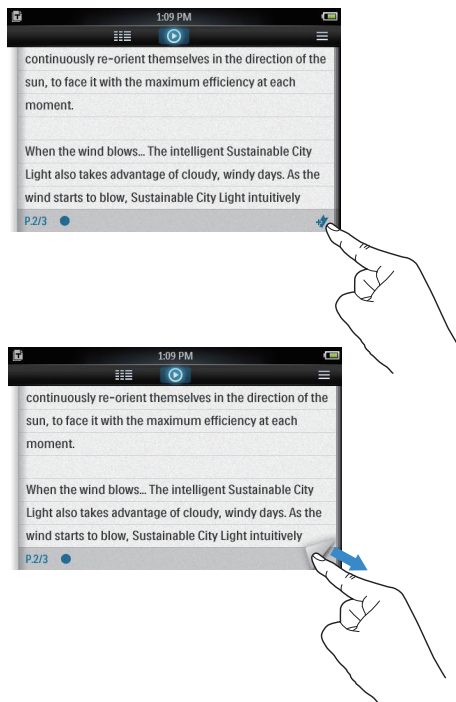 1:09 PM
continuously re-orient themselves in the direction of the
sun, to face it with the maximum efficiency at each
moment.
When the wind blows... The intelligent Sustainable City
Light also takes advantage of cloudy, windy days. As the
wind starts to blow, Sustainable City Light intuitively
P.2/3
1:09 PM
continuously re-orient themselves in the direction of the
sun, to face it with the maximum efficiency at each
moment.
When the wind blows... The intelligent Sustainable City
Light also takes advantage of cloudy, windy days. As the
wind starts to blow, Sustainable City Light intuitively
P.2/3